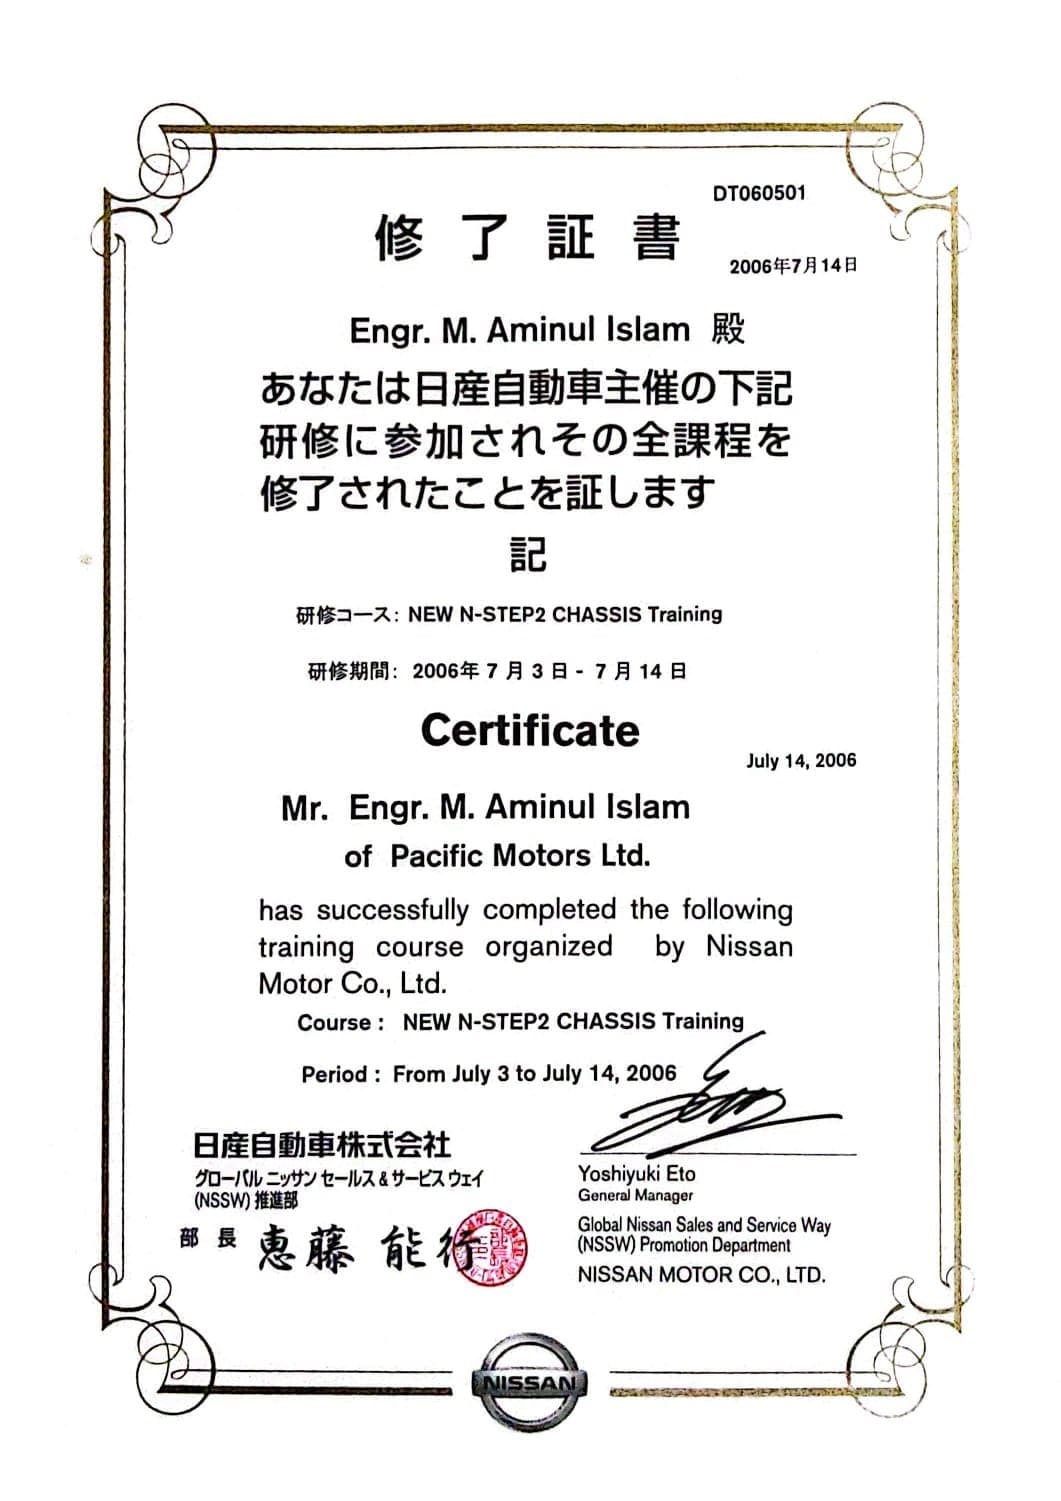 DT060501
修了証書
2006年7月14日
Engr. M. Aminul Islam 殿
あなたは日産自動車主催の下記
研修に参加されその全課程を
修了されたことを証します
記
研修コース: NEW N-STEP2 CHASSIS Training
研修期間: 2006年 7 月 3 日 - 7 月 14 日
Certificate
July 14, 2006
Mr. Engr. M. Aminul Islam
of Pacific Motors Ltd.
has successfully completed the following
training course organized by Nissan
Motor Co., Ltd.
Course : NEW N-STEP2 CHASSIS Training
Period : From July 3 to July 14, 2006
日産自動車株式会社
グローバル ニッサン セールス & サービス ウェイ
(NSSW) 推進部
部長 恵藤 能行
Yoshiyuki Eto
General Manager
Global Nissan Sales and Service Way
(NSSW) Promotion Department
NISSAN MOTOR CO., LTD.
NISSAN